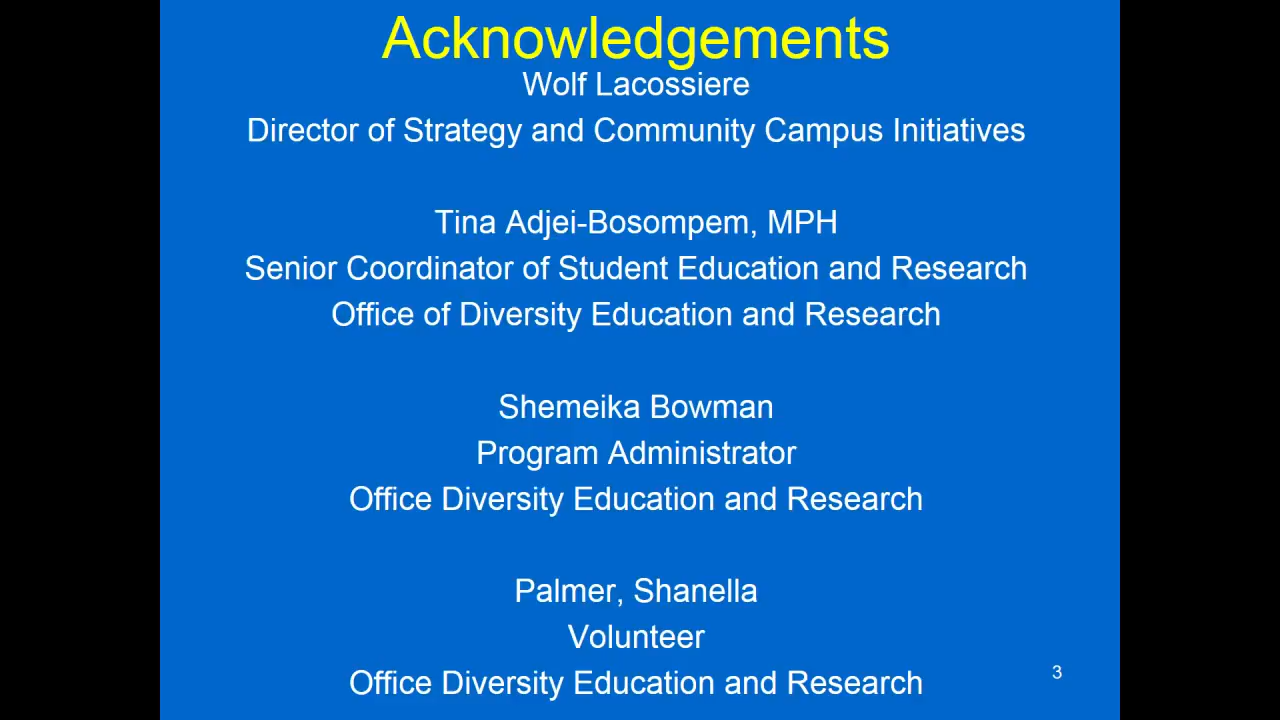 Acknowledgements
Wolf Lacossiere
Director of Strategy and Community Campus Initiatives
Tina Adjei-Bosompem, MPH
Senior Coordinator of Student Education and Research
Office of Diversity Education and Research
Shemeika Bowman
Program Administrator
Office Diversity Education and Research
Palmer, Shanella
Volunteer
Office Diversity Education and Research
3